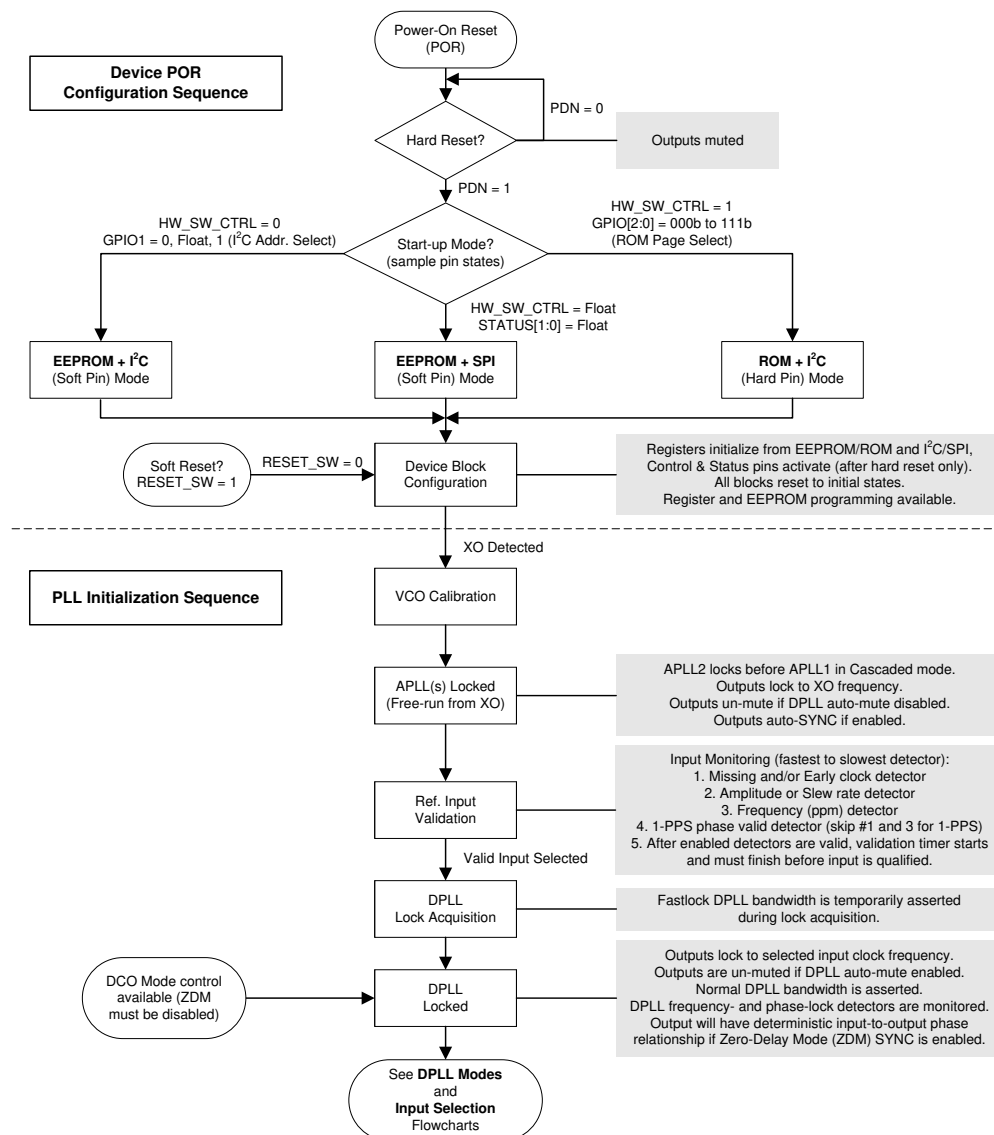 Power-On Reset
(POR)
Device POR
Configuration Sequence
PDN = 0
Hard Reset?
Outputs muted
PDN = 1
HW_SW_CTRL = 0
GPIO1 = 0, Float, 1 (I²C Addr. Select)
HW_SW_CTRL = 1
GPIO[2:0] = 000b to 111b
(ROM Page Select)
Start-up Mode?
(sample pin states)
HW_SW_CTRL = Float
STATUS[1:0] = Float
EEPROM + I²C
(Soft Pin) Mode
EEPROM + SPI
(Soft Pin) Mode
ROM + I²C
(Hard Pin) Mode
Soft Reset?
RESET_SW = 1
RESET_SW = 0
Device Block
Configuration
Registers initialize from EEPROM/ROM and I²C/SPI,
Control & Status pins activate (after hard reset only).
All blocks reset to initial states.
Register and EEPROM programming available.
XO Detected
PLL Initialization Sequence
VCO Calibration
APLL(s) Locked
(Free-run from XO)
APLL2 locks before APLL1 in Cascaded mode.
Outputs lock to XO frequency.
Outputs un-mute if DPLL auto-mute disabled.
Outputs auto-SYNC if enabled.
Ref. Input
Validation
Input Monitoring (fastest to slowest detector):
1. Missing and/or Early clock detector
2. Amplitude or Slew rate detector
3. Frequency (ppm) detector
4. 1-PPS phase valid detector (skip #1 and 3 for 1-PPS)
5. After enabled detectors are valid, validation timer starts
and must finish before input is qualified.
Valid Input Selected
DPLL
Lock Acquisition
Fastlock DPLL bandwidth is temporarily asserted
during lock acquisition.
DCO Mode control
available (ZDM
must be disabled)
DPLL
Locked
Outputs lock to selected input clock frequency.
Outputs are un-muted if DPLL auto-mute enabled.
Normal DPLL bandwidth is asserted.
DPLL frequency- and phase-lock detectors are monitored.
Output will have deterministic input-to-output phase
relationship if Zero-Delay Mode (ZDM) SYNC is enabled.
See DPLL Modes
and
Input Selection
Flowcharts